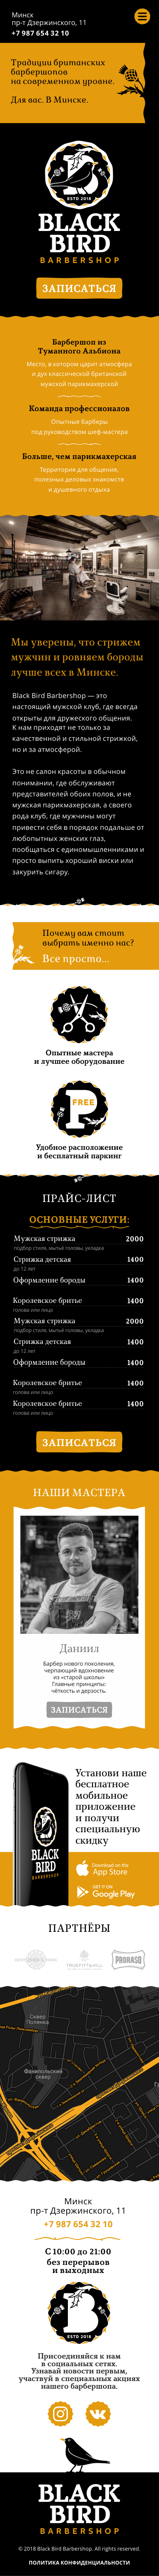 Минск
пр-т Дзержинского, 11
+7 987 654 32 10
Традиции британских
барбершопов
на современном уровне.
Для вас. В Минске.
ESTD 2018
BLACK
BIRD
BARBERSHOP
ЗАПИСАТЬСЯ
Барбершоп из
Туманного Альбиона
Место, в котором царит атмосфера
и дух классической британской
мужской парикмахерской
Команда профессионалов
Опытные барберы
под руководством шеф-мастера
Больше, чем парикмахерская
Территория для общения,
полезных деловых знакомств
и душевного отдыха
Мы уверены, что стрижем
мужчин и ровняем бороды
лучше всех в Минске.
Black Bird Barbershop — это
настоящий мужской клуб, где всегда
открыты для дружеского общения.
К нам приходят не только за
качественной и стильной стрижкой,
но и за атмосферой.
Это не салон красоты в обычном
понимании, где обслуживают
представителей обоих полов, и не
мужская парикмахерская, а своего
рода клуб, где мужчины могут
привести себя в порядок подальше от
любопытных женских глаз,
пообщаться с единомышленниками и
просто выпить хороший виски или
закурить сигару.
Почему вам стоит
выбрать именно нас?
Все просто...
Опытные мастера
и лучшее оборудование
FREE
P
Удобное расположение
и бесплатный паркинг
ПРАЙС-ЛИСТ
ОСНОВНЫЕ УСЛУГИ:
Мужская стрижка 2000
подбор стиля, мытьё головы, укладка
Стрижка детская 1400
до 12 лет
Оформление бороды 1400
Королевское бритье 1400
голова или лицо
Мужская стрижка 2000
подбор стиля, мытьё головы, укладка
Стрижка детская 1400
до 12 лет
Оформление бороды 1400
Королевское бритье 1400
голова или лицо
Королевское бритье 1400
голова или лицо
ЗАПИСАТЬСЯ
НАШИ МАСТЕРА
Даниил
Барбер нового поколения,
черпающий вдохновение
из «старой школы»
Главные принципы:
чёткость и дерзость.
ЗАПИСАТЬСЯ
Установи наше
бесплатное
мобильное
приложение
и получи
специальную
скидку
BLACK
BIRD
BARBERSHOP
Download on the
App Store
GET IT ON
Google Play
ПАРТНЁРЫ
TRUEFITT&HILL
PRORASO
Сквер
Полянка
Минск
пр-т Дзержинского, 11
+7 987 654 32 10
С 10:00 до 21:00
без перерывов
и выходных
B
ESTD 2018
Присоединяйся к нам
в социальных сетях.
Узнавай новости первым,
участвуй в специальных акциях
нашего барбершопа.
BLACK
BIRD
BARBERSHOP
© 2018 Black Bird Barbershop. All rights reserved.
ПОЛИТИКА КОНФИДЕНЦИАЛЬНОСТИ